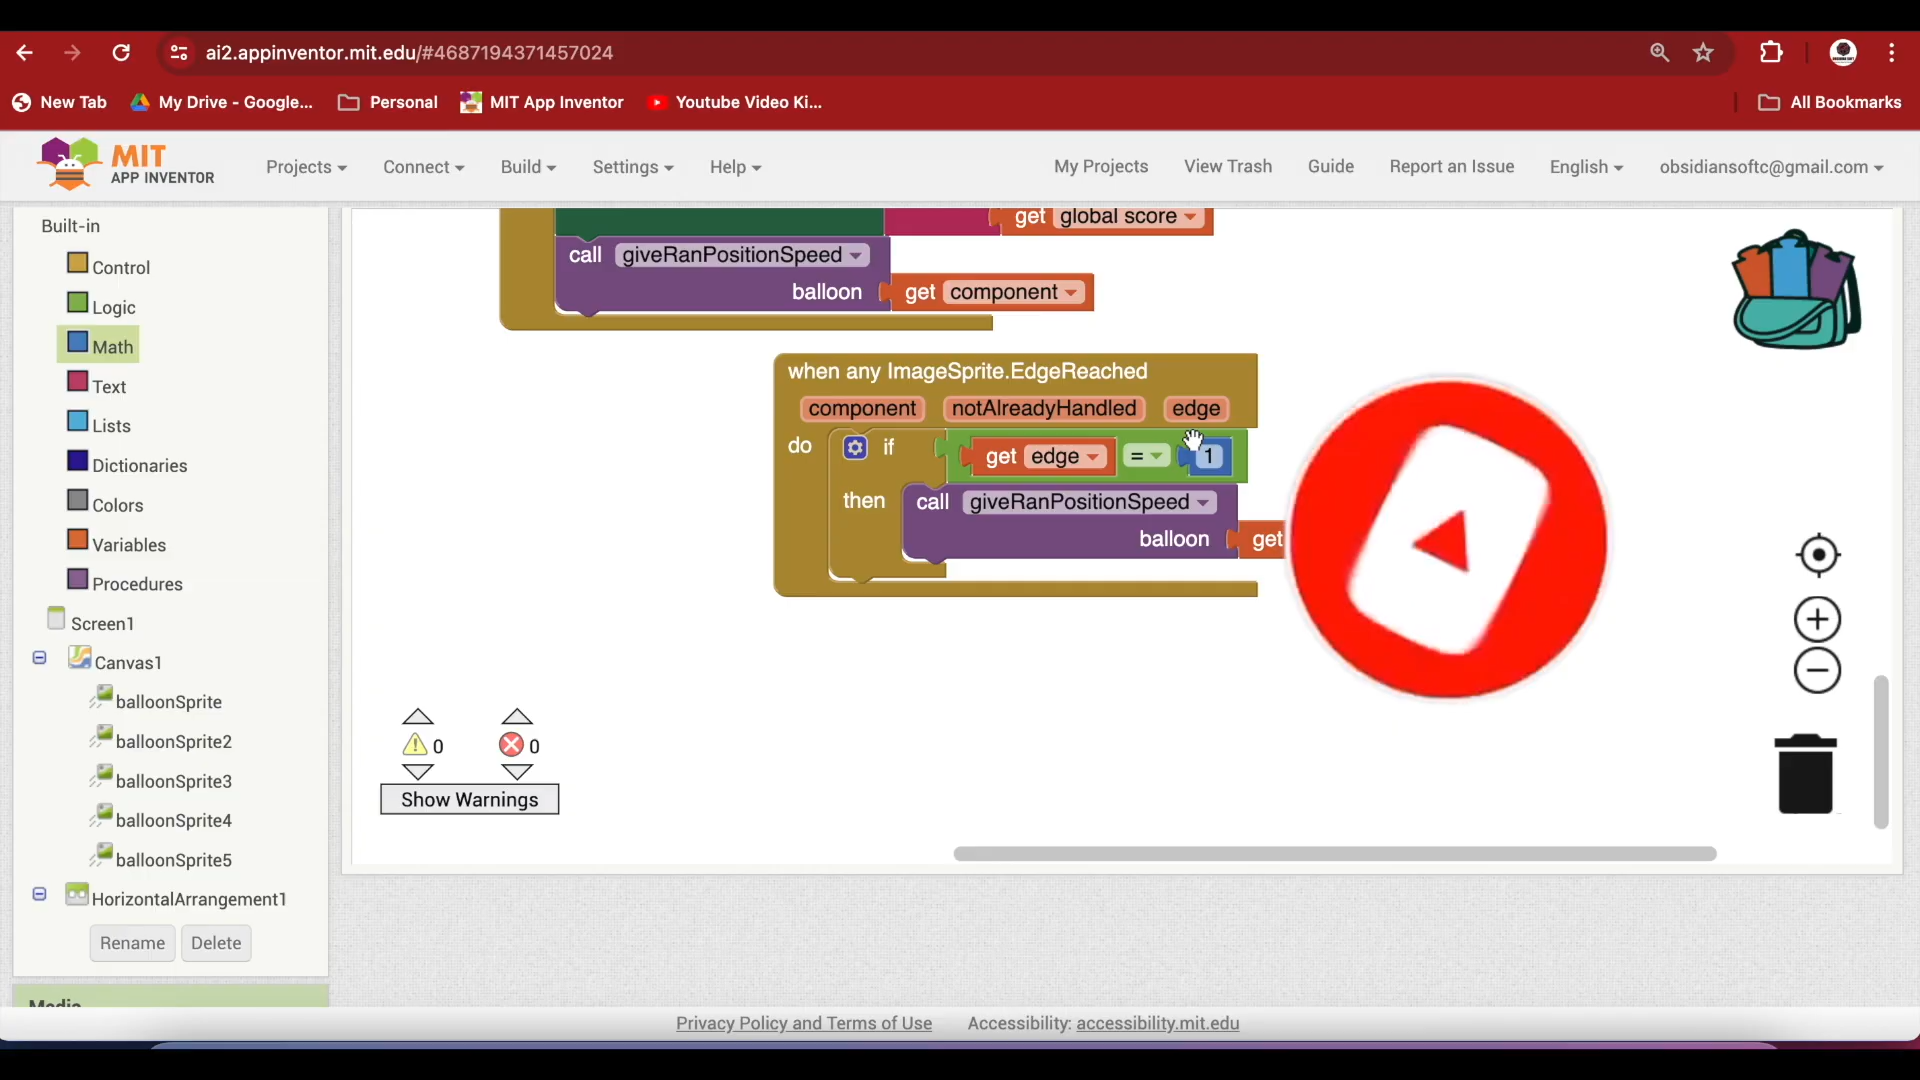 ai2.appinventor.mit.edu/#4687194371457024
New Tab My Drive - Google... Personal MIT App Inventor Youtube Video Ki... All Bookmarks
MIT APP INVENTOR
Projects Connect Build Settings Help My Projects View Trash Guide Report an Issue English obsidiansoftc@gmail.com
Built-in
Control
Logic
Math
Text
Lists
Dictionaries
Colors
Variables
Procedures
Screen1
Canvas1
balloonSprite
balloonSprite2
balloonSprite3
balloonSprite4
balloonSprite5
HorizontalArrangement1
Rename Delete
Media
get global score
call giveRanPositionSpeed
balloon get component
when any ImageSprite.EdgeReached
component notAlreadyHandled edge
do if get edge = 1
then call giveRanPositionSpeed
balloon get
0 0
Show Warnings
Privacy Policy and Terms of Use Accessibility: accessibility.mit.edu